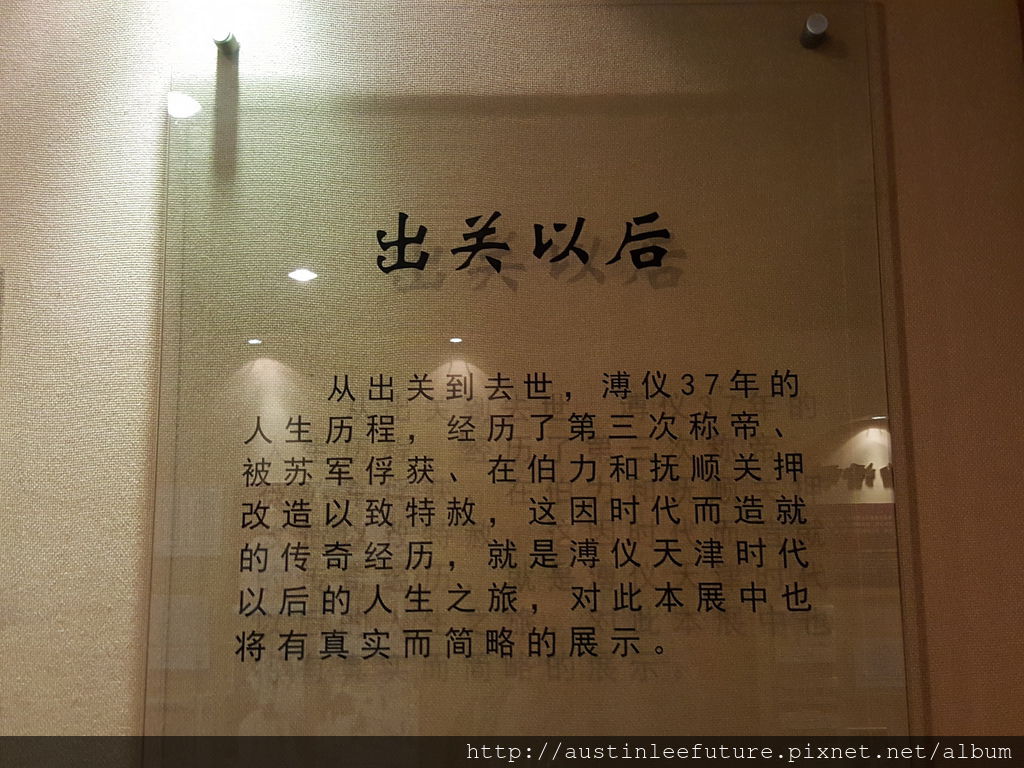 出关以后
从出关到去世，溥仪37年的
人生历程，经历了第三次称帝、
被苏军俘获、在伯力和抚顺关押
改造以致特赦，这因时代而造就
的传奇经历，就是溥仪天津时代
以后的人生之旅，对此本展中也
将有真实而简略的展示。
http://austinleefuture.pixnet.net/album